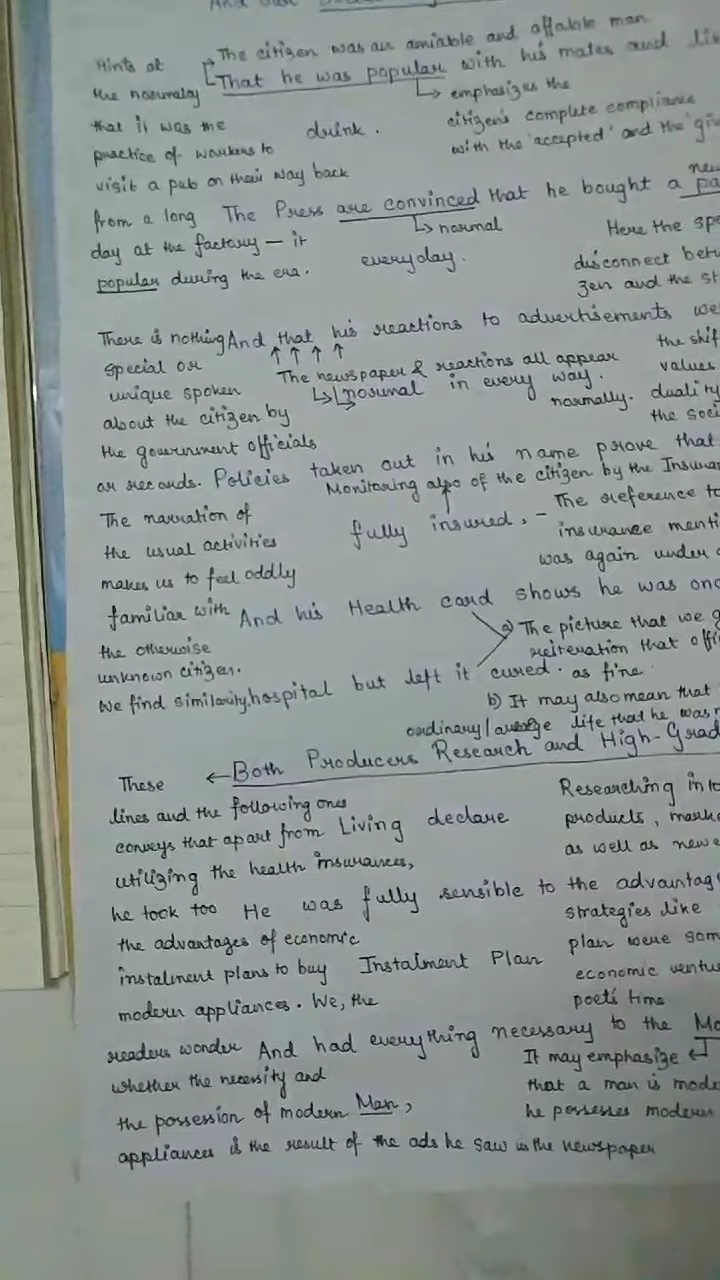 The citizen was an amiable and affable man
Hints at
the normalcy
That he was popular with his mates and
that it was the
practice of workers to
visit a pub on their way back
drink.
emphasizes the
citizen's complete compliance
with the 'accepted' and the
from a long
day at the factory – it
popular during the era.
The Press are convinced that he bought a
normal
everyday.
Here the
disconnect
and the
There is nothing
special or
unique spoken
about the citizen by
the government officials
or records.
And that his reactions to advertisements
The newspaper & reactions all appear
normal in every way.
normally.
the
values
duality
the
Policies taken out in his name prove that
Monitoring also of the citizen by the
The narration of
the usual activities
makes us to feel oddly
familiar with
the otherwise
unknown citizen.
We find similarity,
fully insured, – The reference to
insurance
was again under
And his Health card shows he was
a) The picture that we
reiteration that
as fine
hospital but left it cured.
b) It may also mean that
ordinary/average life that he was
These
lines and the following ones
conveys that apart from
utilizing the health insurances,
he took too
the advantages of economic
instalment plans to buy
modern appliances. We, the
readers wonder
whether the necessity and
the possession of modern
appliances is the result of the ads he saw in the newspaper
← Both Producers Research and
Living declare
Researching
products,
as well as
He was fully sensible to the
strategies like
plan were
economic
poet's time
Instalment Plan
And had everything necessary to the
Man,
It may emphasize
that a man is
he possesses modern